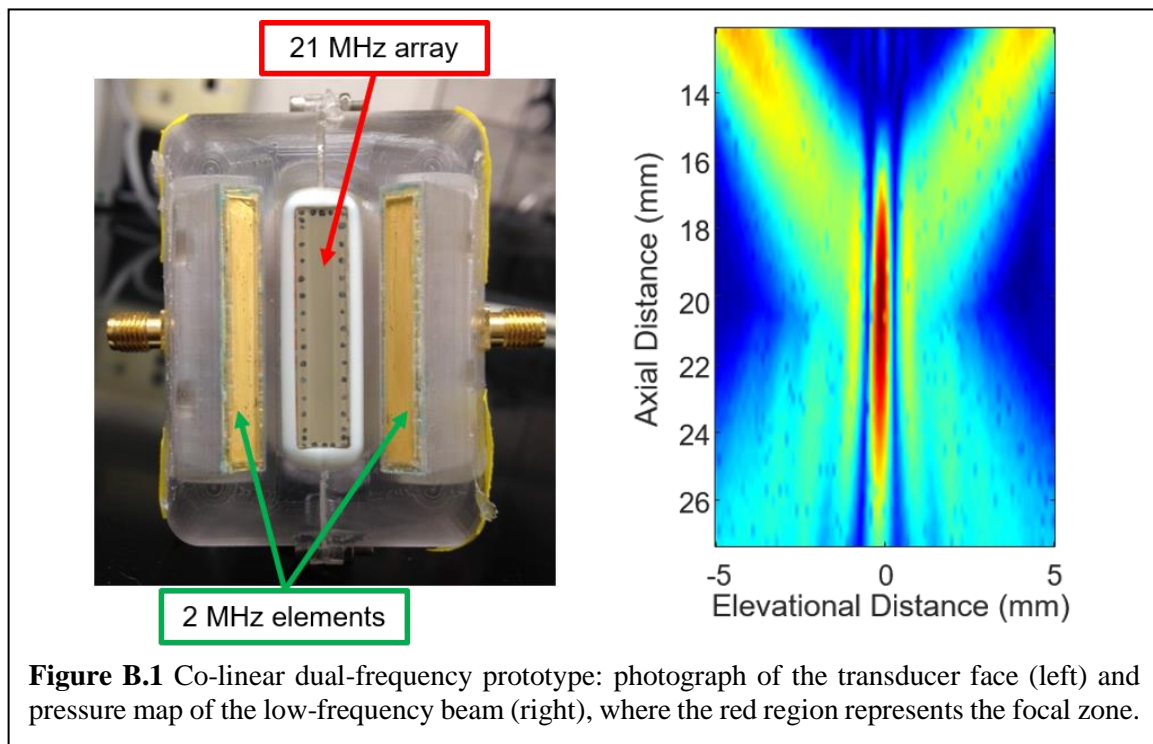 21 MHz array
2 MHz elements
14
16
18
20
22
24
26
Axial Distance (mm)
-5
0
5
Elevational Distance (mm)
Figure B.1 Co-linear dual-frequency prototype: photograph of the transducer face (left) and
pressure map of the low-frequency beam (right), where the red region represents the focal zone.